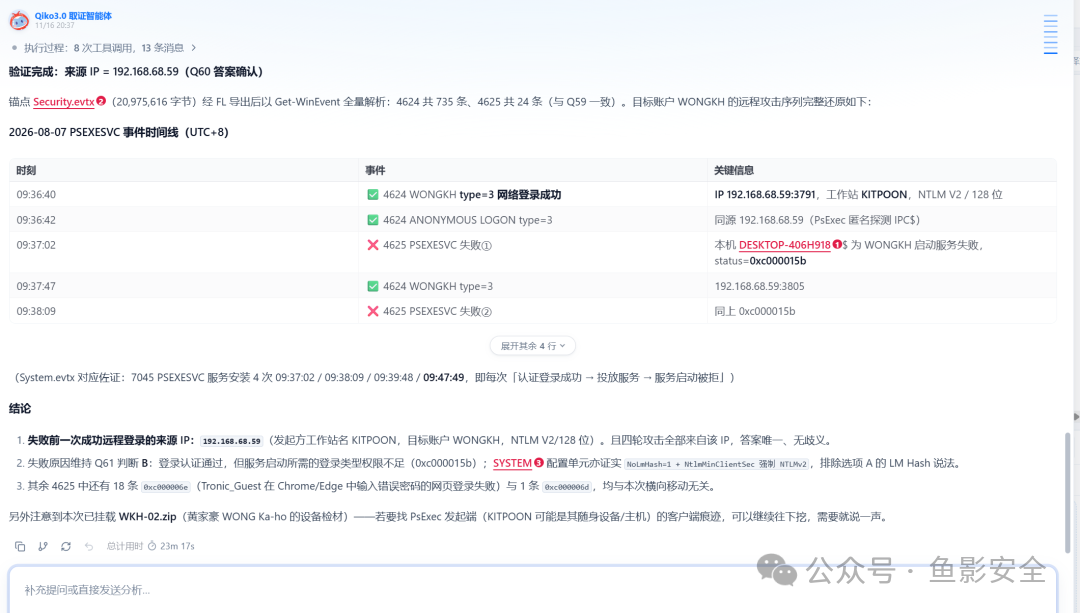 Qiko3.0 取证智能体
11/16 20:37
执行过程：8 次工具调用，13 条消息 >
验证完成：来源 IP = 192.168.68.59（Q60 答案确认）
锚点 Security.evtx 2（20,975,616 字节）经 FL 导出后以 Get-WinEvent 全量解析：4624 共 735 条、4625 共 24 条（与 Q59 一致）。目标账户 WONGKH 的远程攻击序列完整还原如下：
2026-08-07 PSEXESVC 事件时间线（UTC+8）
时刻 事件 关键信息
09:36:40 ✅ 4624 WONGKH type=3 网络登录成功 IP 192.168.68.59:3791，工作站 KITPOON，NTLM V2 / 128 位
09:36:42 ✅ 4624 ANONYMOUS LOGON type=3 同源 192.168.68.59（PsExec 匿名探测 IPC$）
09:37:02 ❌ 4625 PSEXESVC 失败① 本机 DESKTOP-406H918 1$ 为 WONGKH 启动服务失败，
status=0xc000015b
09:37:47 ✅ 4624 WONGKH type=3 192.168.68.59:3805
09:38:09 ❌ 4625 PSEXESVC 失败② 同上 0xc000015b
展开其余 4 行
（System.evtx 对应佐证：7045 PSEXESVC 服务安装 4 次 09:37:02 / 09:38:09 / 09:39:48 / 09:47:49，即每次「认证登录成功 → 投放服务 → 服务启动被拒」）
结论
1. 失败前一次成功远程登录的来源 IP：192.168.68.59（发起方工作站名 KITPOON，目标账户 WONGKH，NTLM V2/128 位）。且四轮攻击全部来自该 IP，答案唯一、无歧义。
2. 失败原因维持 Q61 判断 B：登录认证通过，但服务启动所需的登录类型权限不足（0xc000015b）；SYSTEM 3 配置单元亦证实 NoLmHash=1 + NtlmMinClientSec 强制 NTLMv2，排除选项 A 的 LM Hash 说法。
3. 其余 4625 中还有 18 条 0xc000006e（Tronic_Guest 在 Chrome/Edge 中输入错误密码的网页登录失败）与 1 条 0xc000006d，均与本次横向移动无关。
另外注意到本次已挂载 WKH-02.zip（黄家豪 WONG Ka-ho 的设备检材）——若要找 PsExec 发起端（KITPOON 可能是其随身设备/主机）的客户端痕迹，可以继续往下挖，需要就说一声。
总计用时 23m 17s
补充提问或直接发送分析...
公众号 · 鱼影安全